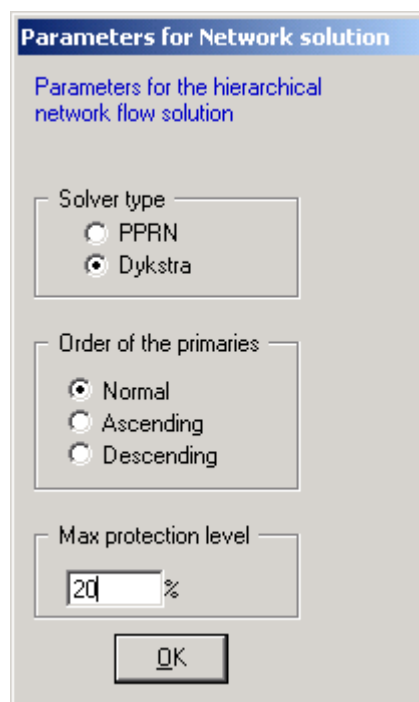 Parameters for Network solution
Parameters for the hierarchical
network flow solution
Solver type
PPRN
Dykstra
Order of the primaries
Normal
Ascending
Descending
Max protection level
20 %
OK